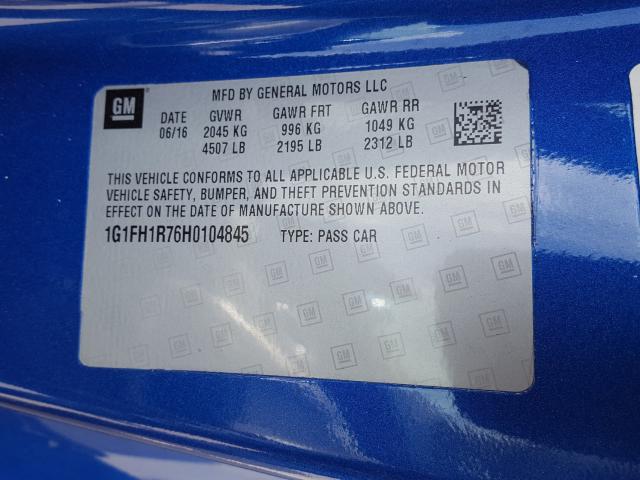 GM
MFD BY GENERAL MOTORS LLC
DATE GVWR GAWR FRT GAWR RR
06/16 2045 KG 996 KG 1049 KG
4507 LB 2195 LB 2312 LB
THIS VEHICLE CONFORMS TO ALL APPLICABLE U.S. FEDERAL MOTOR
VEHICLE SAFETY, BUMPER, AND THEFT PREVENTION STANDARDS IN
EFFECT ON THE DATE OF MANUFACTURE SHOWN ABOVE.
1G1FH1R76H0104845 TYPE: PASS CAR